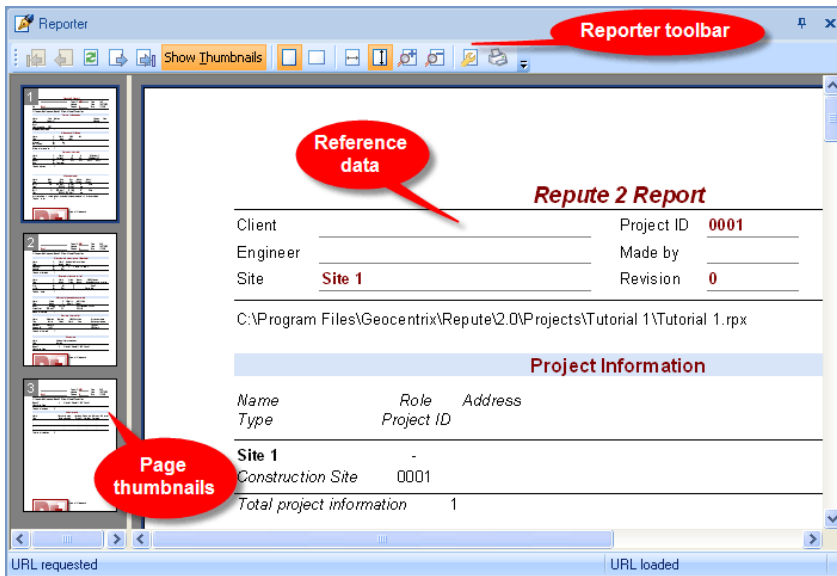 Reporter
Reporter toolbar
Show Thumbnails
1
2
3
Reference
data
Page
thumbnails
Repute 2 Report
Client Project ID 0001
Engineer Made by
Site Site 1 Revision 0
C:\Program Files\Geocentrix\Repute\2.0\Projects\Tutorial 1\Tutorial 1.rpx
Project Information
Name Role Address
Type Project ID
Site 1 -
Construction Site 0001
Total project information 1
URL requested URL loaded